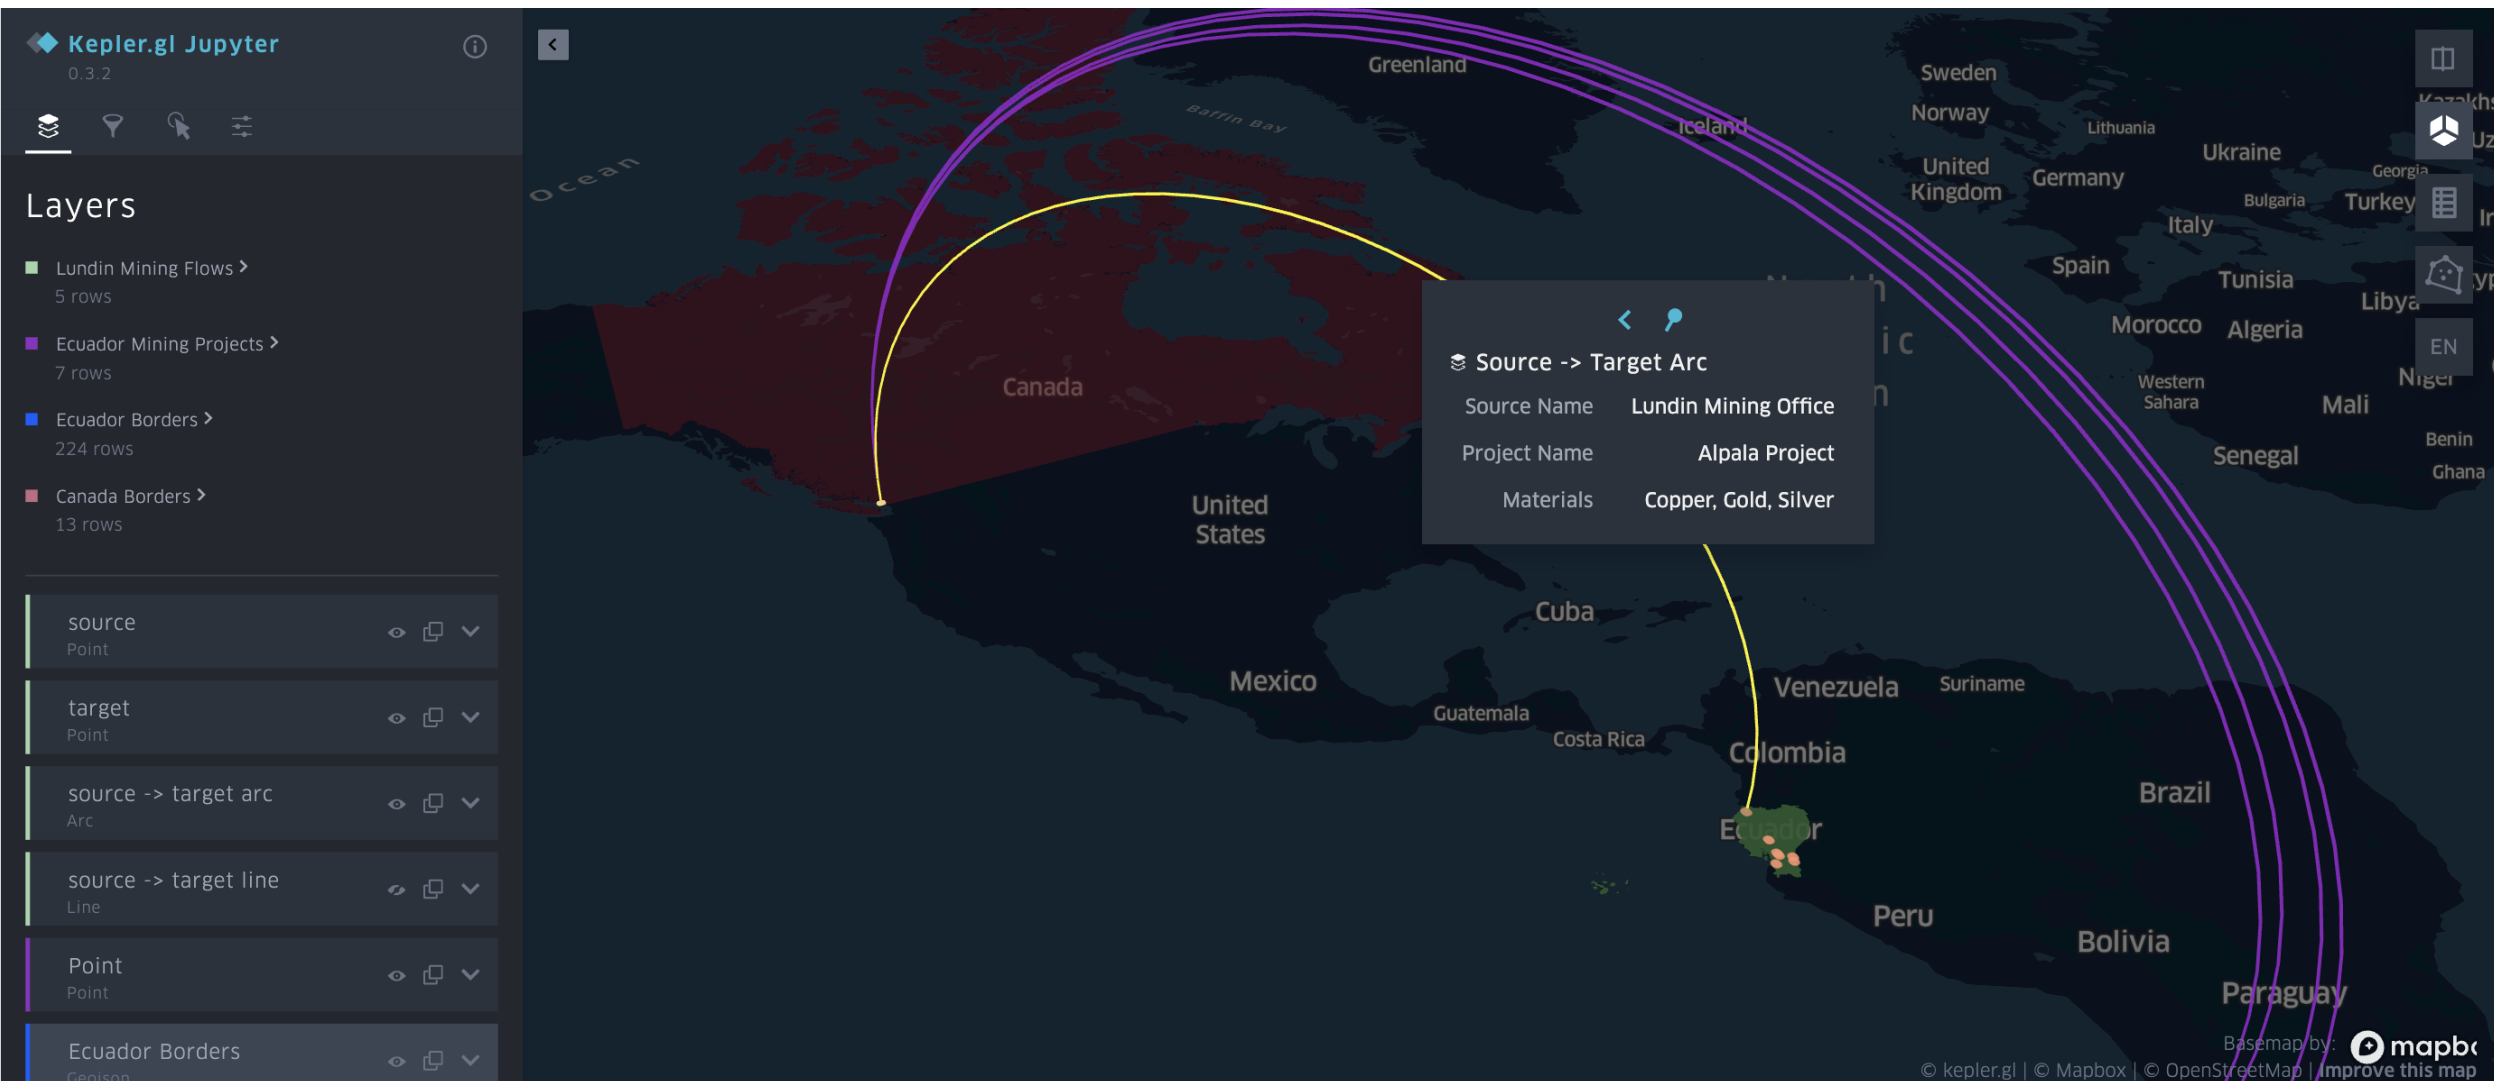 Kepler.gl Jupyter
0.3.2
Layers
Lundin Mining Flows
5 rows
Ecuador Mining Projects
7 rows
Ecuador Borders
224 rows
Canada Borders
13 rows
source
Point
target
Point
source -> target arc
Arc
source -> target line
Line
Point
Point
Ecuador Borders
Geojson
Ocean
Baffin Bay
Greenland
Iceland
Sweden
Norway
Lithuania
United
Kingdom
Germany
Ukraine
Georgia
Bulgaria
Turkey
Italy
Spain
Tunisia
Libya
Morocco
Algeria
EN
Western
Sahara
Niger
Mali
Benin
Senegal
Ghana
Canada
United
States
Source -> Target Arc
Source Name Lundin Mining Office
Project Name Alpala Project
Materials Copper, Gold, Silver
Cuba
Mexico
Guatemala
Costa Rica
Venezuela
Suriname
Colombia
Brazil
Ecuador
Peru
Bolivia
Paraguay
Basemap by:
mapbo
© kepler.gl | © Mapbox | © OpenStreetMap | Improve this map